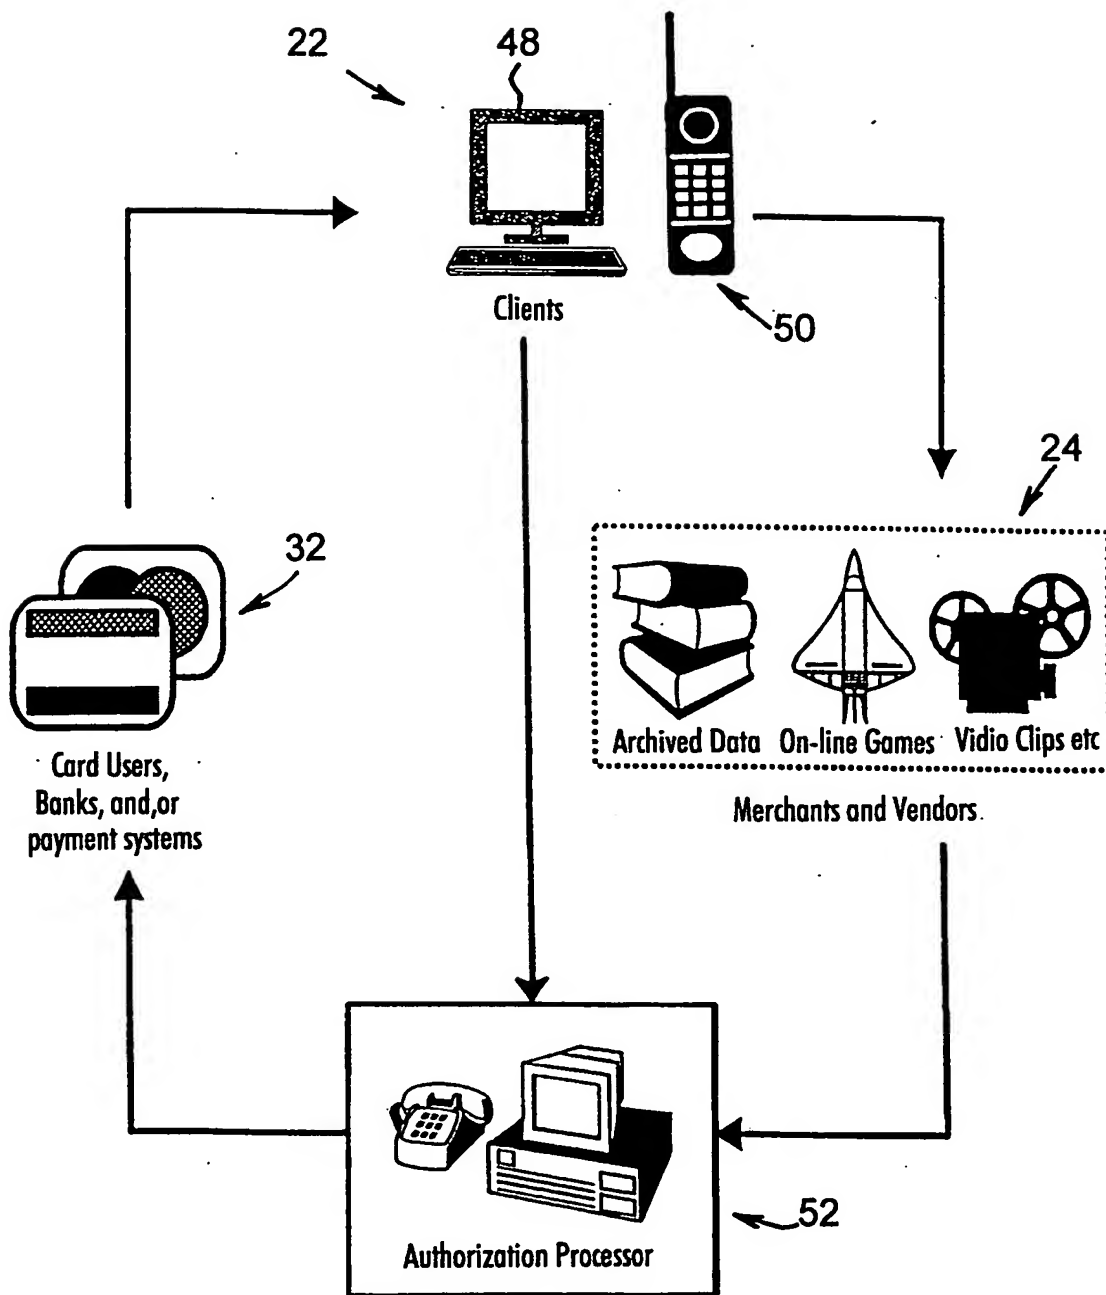 22
48
Clients
50
24
32
Archived Data On-line Games Vidio Clips etc
Card Users,
Banks, and,or
payment systems
Merchants and Vendors
52
Authorization Processor